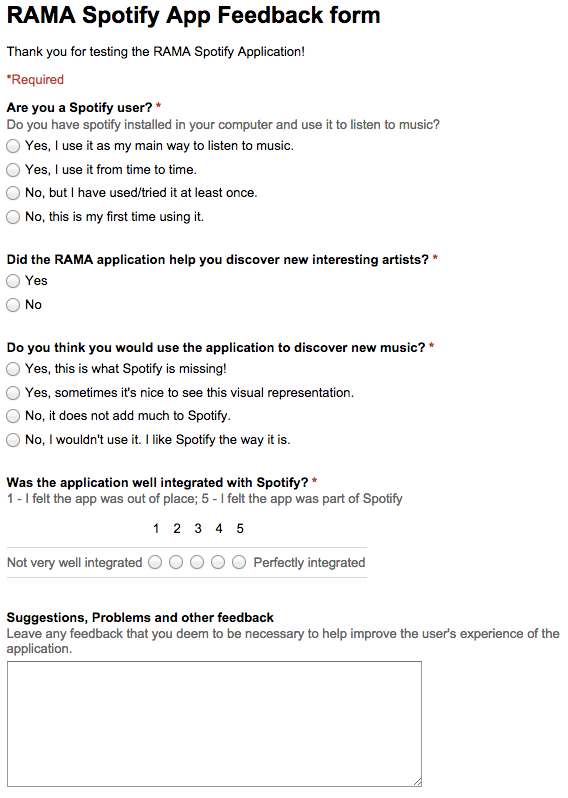 RAMA Spotify App Feedback form
Thank you for testing the RAMA Spotify Application!
*Required
Are you a Spotify user? *
Do you have spotify installed in your computer and use it to listen to music?
Yes, I use it as my main way to listen to music.
Yes, I use it from time to time.
No, but I have used/tried it at least once.
No, this is my first time using it.
Did the RAMA application help you discover new interesting artists? *
Yes
No
Do you think you would use the application to discover new music? *
Yes, this is what Spotify is missing!
Yes, sometimes it's nice to see this visual representation.
No, it does not add much to Spotify.
No, I wouldn't use it. I like Spotify the way it is.
Was the application well integrated with Spotify? *
1 - I felt the app was out of place; 5 - I felt the app was part of Spotify
1 2 3 4 5
Not very well integrated Perfectly integrated
Suggestions, Problems and other feedback
Leave any feedback that you deem to be necessary to help improve the user's experience of the
application.